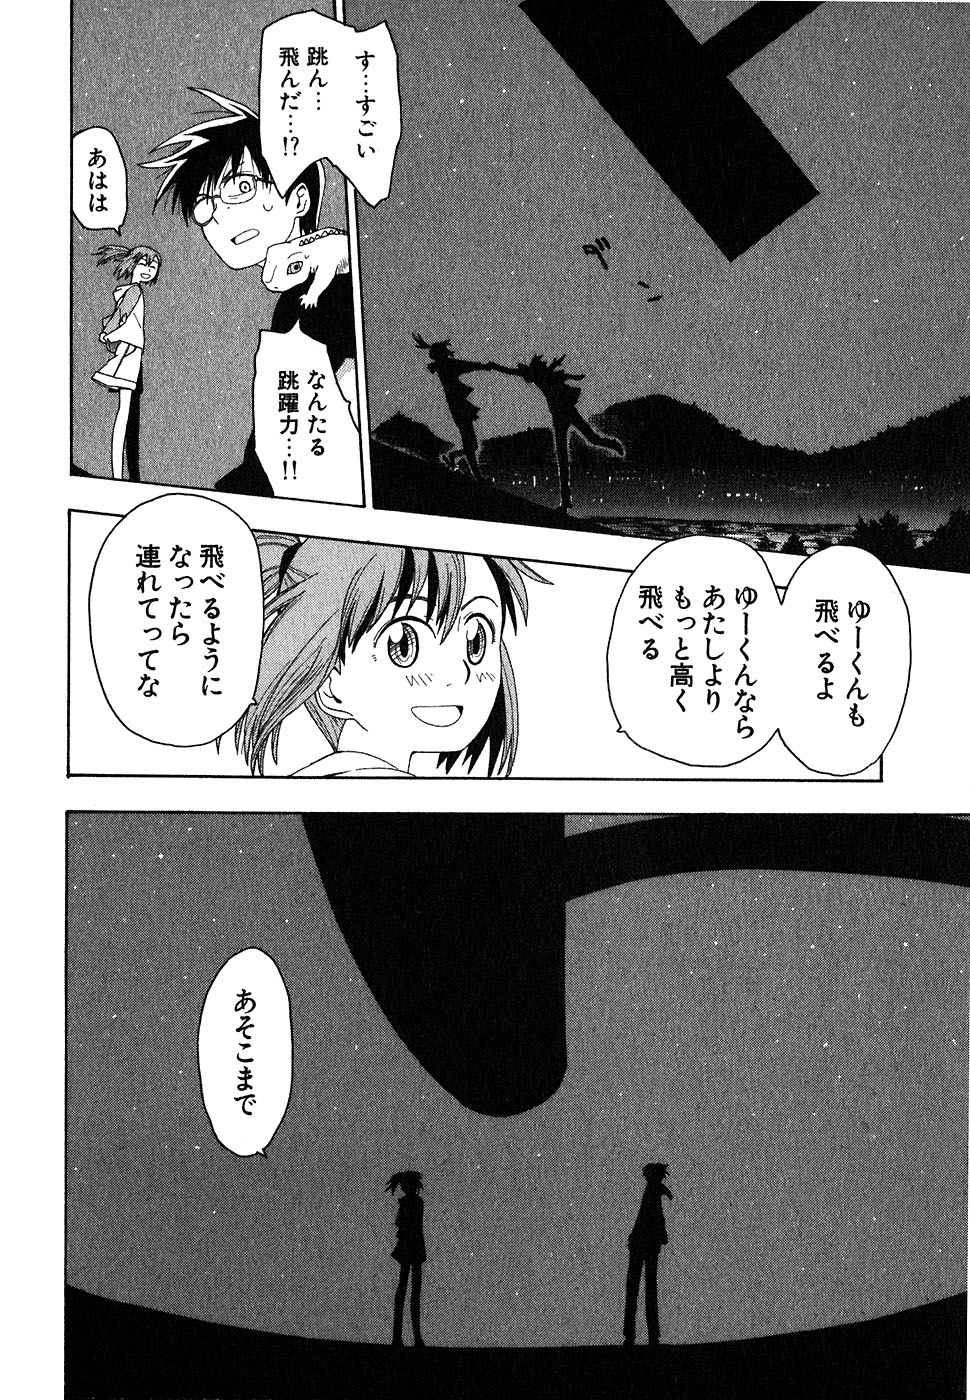 ダ
ン
す…すごい
跳ん…
飛んだ…!?
なんたる
跳躍力…!!
あはは
ゆーくんも
飛べるよ
ゆーくんなら
あたしより
もっと高く
飛べる
飛べるように
なったら
連れてってな
あそこまで